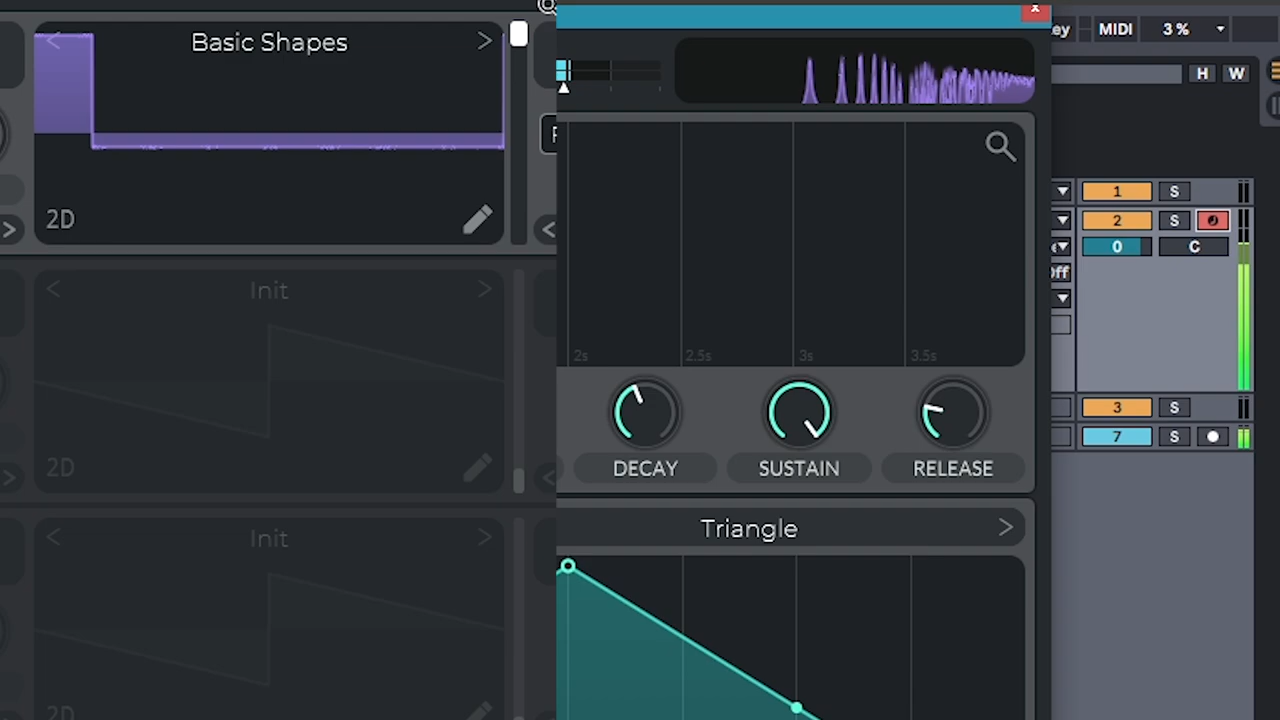 Basic Shapes
2D
Init
2D
Init
2D
x
2s
2.5s
3s
3.5s
DECAY
SUSTAIN
RELEASE
Triangle
ey
MIDI
3 %
H
W
1
S
2
S
0
C
ff
3
S
7
S